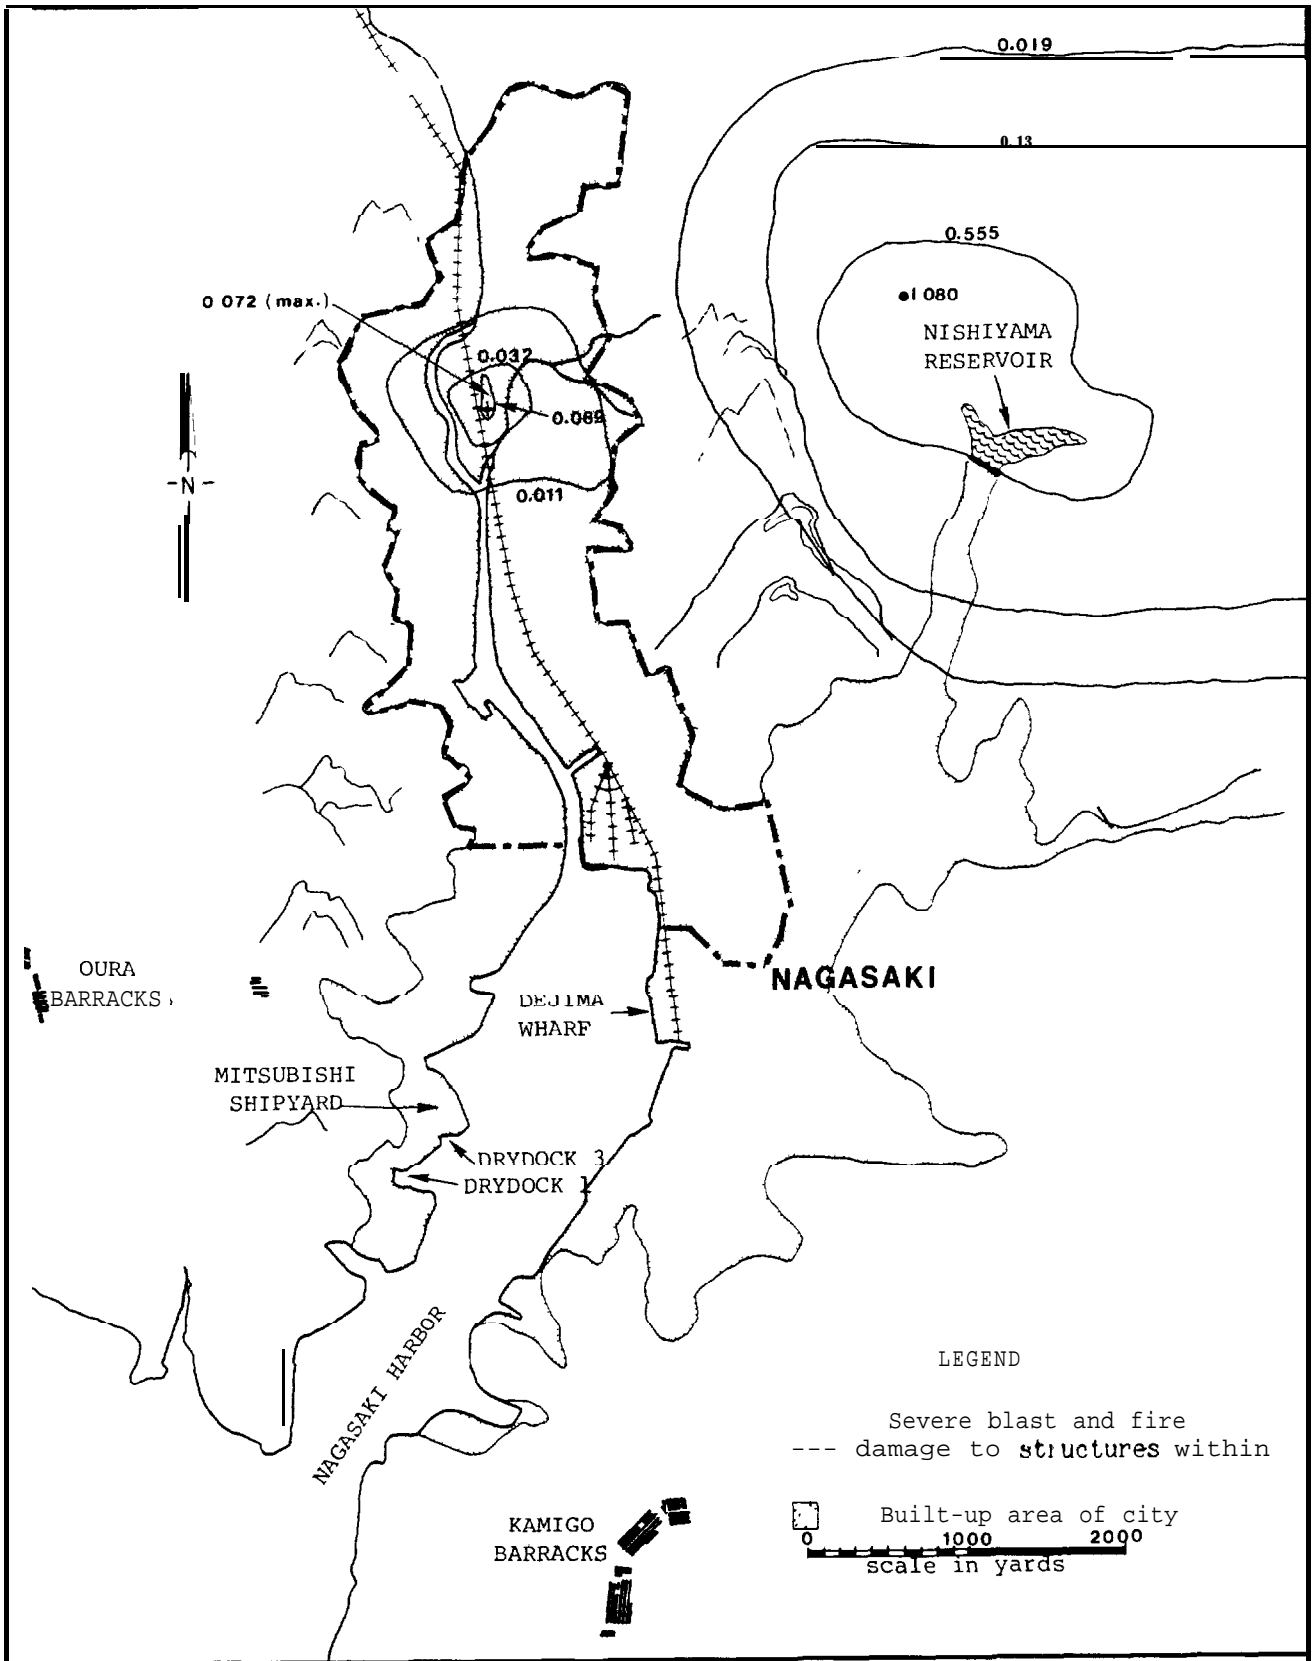 0.019
0.13
0.555
1 080
0 072 (max.)
NISHIYAMA
RESERVOIR
0.032
0.069
-N-
0.011
OURA
BARRACKS
NAGASAKI
DEJIMA
WHARF
MITSUBISHI
SHIPYARD
DRYDOCK 3
DRYDOCK 1
NAGASAKI HARBOR
LEGEND
Severe blast and fire
--- damage to structures within
KAMIGO
BARRACKS
Built-up area of city
0 1000 2000
scale in yards